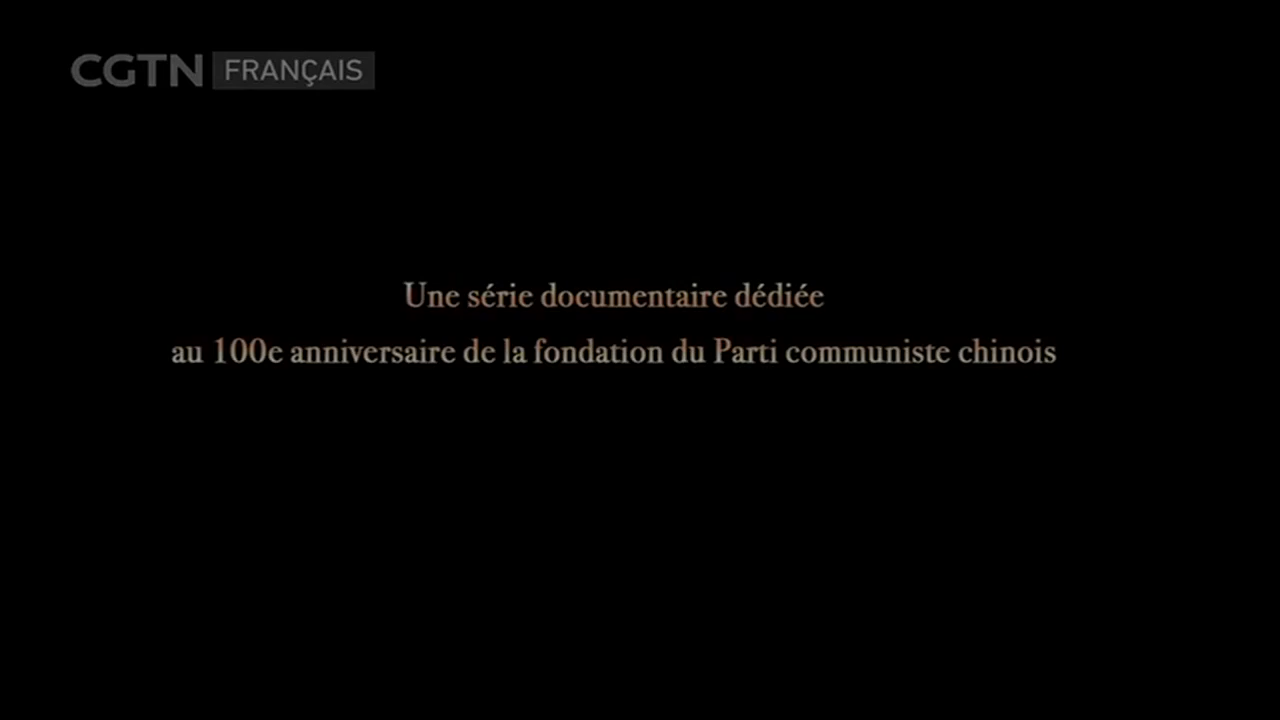 CGTN FRANÇAIS
Une série documentaire dédiée
au 100e anniversaire de la fondation du Parti communiste chinois